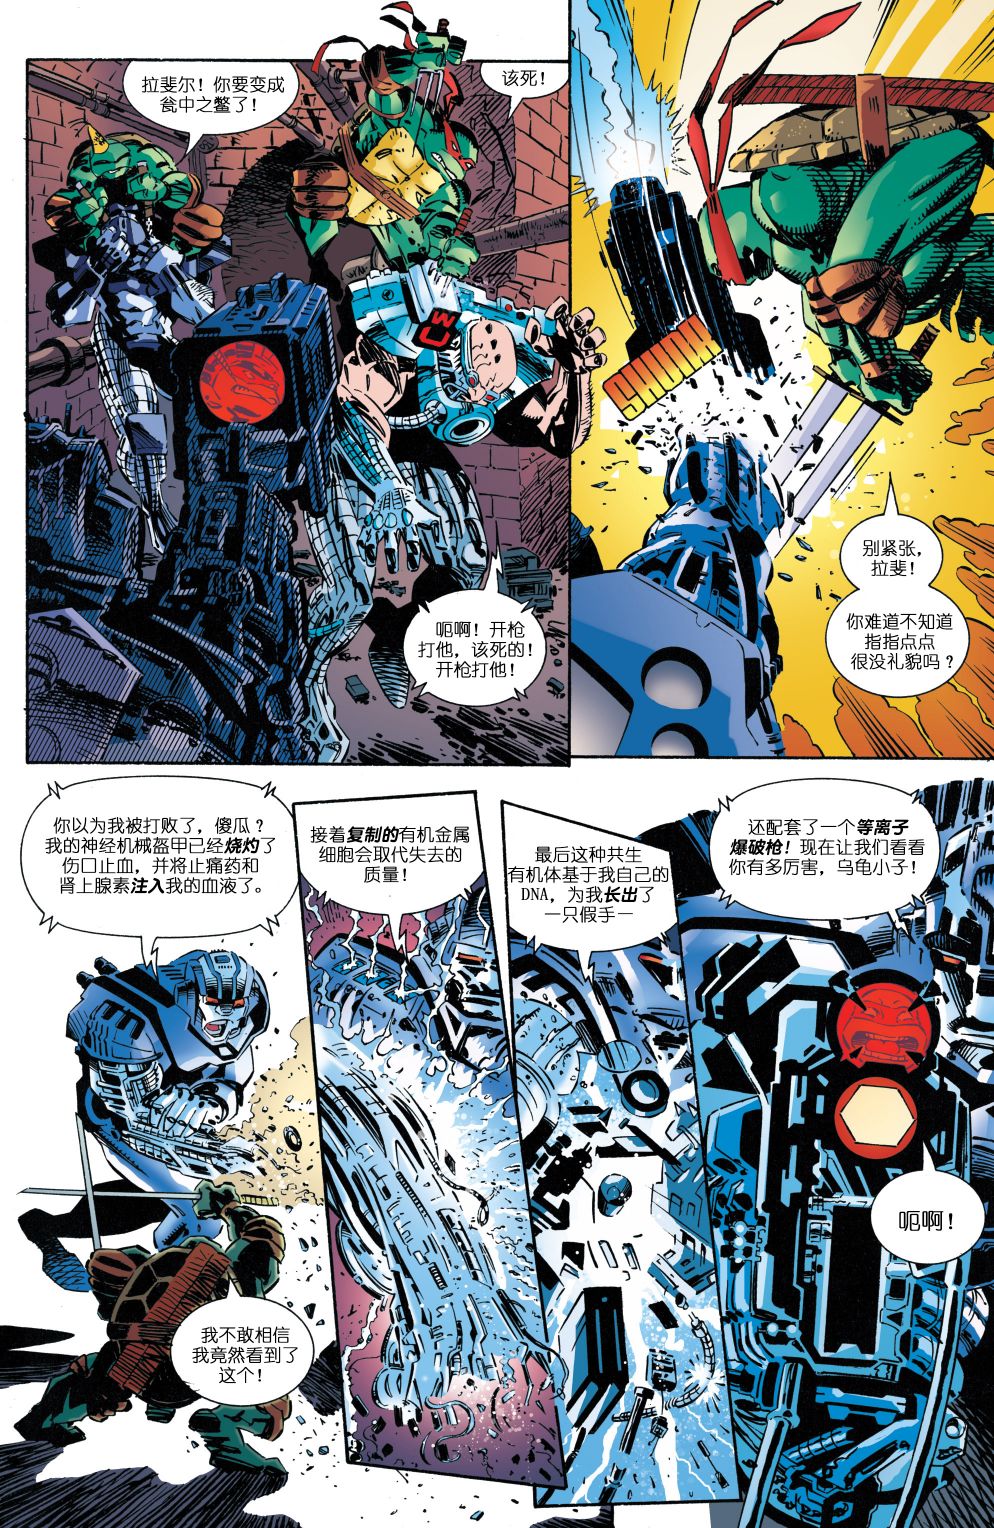 拉斐尔！你要变成
瓮中之鳖了！
该死！
呃啊！开枪
打他，该死的！
开枪打他！
别紧张，
拉斐！
你难道不知道
指指点点
很没礼貌吗？
你以为我被打败了，傻瓜？
我的神经机械盔甲已经烧灼了
伤口止血，并将止痛药和
肾上腺素注入我的血液了。
我不敢相信
我竟然看到了
这个！
接着复制的有机金属
细胞会取代失去的
质量！
最后这种共生
有机体基于我自己的
DNA，为我长出了
一只假手—
还配套了一个等离子
爆破枪！现在让我们看看
你有多厉害，乌龟小子！
呃啊！